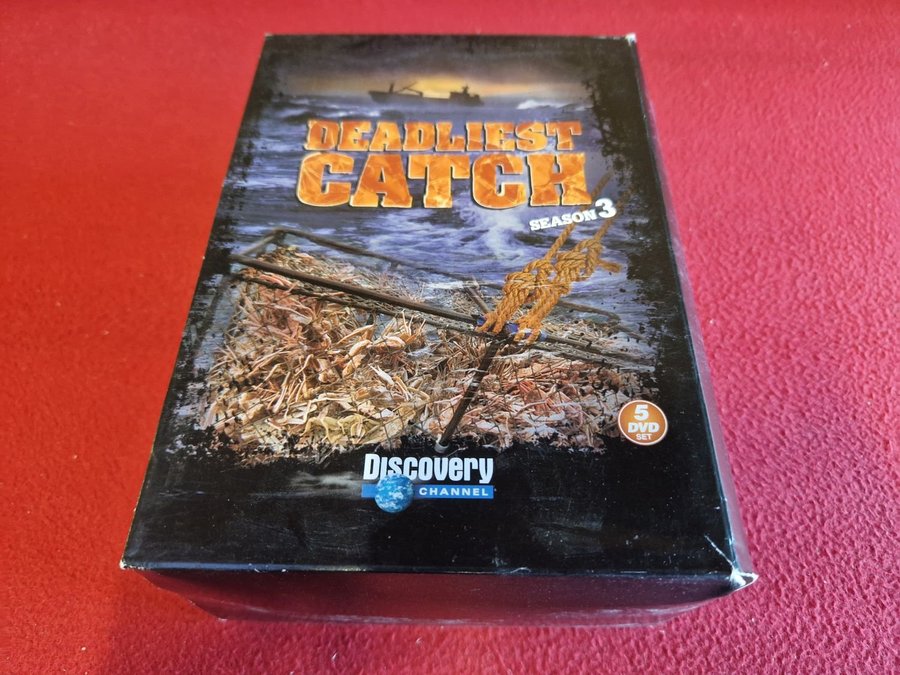 DEADLIEST
CATCH
SEASON 3
5
DVD
SET
DISCOVERY
CHANNEL